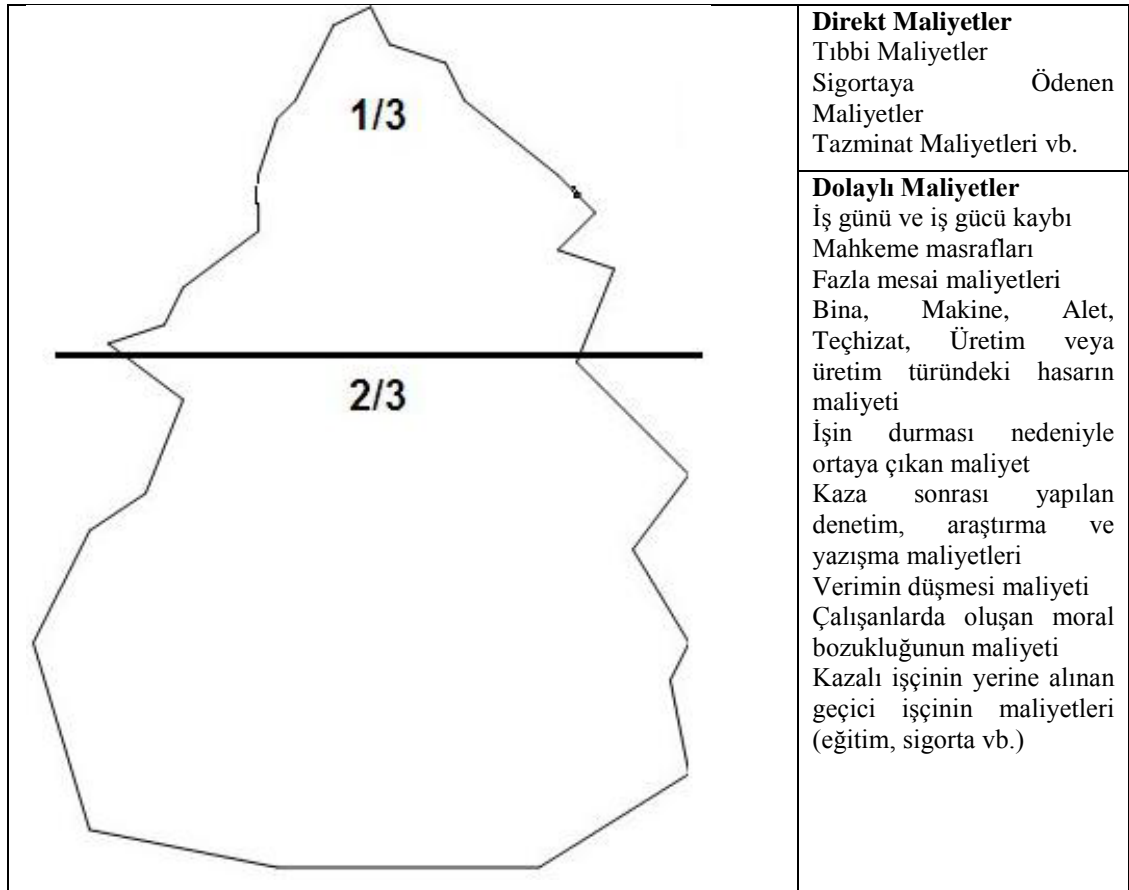 1/3
2/3
Direkt Maliyetler
Tıbbi Maliyetler
Sigortaya Ödenen
Maliyetler
Tazminat Maliyetleri vb.
Dolaylı Maliyetler
İş günü ve iş gücü kaybı
Mahkeme masrafları
Fazla mesai maliyetleri
Bina, Makine, Alet,
Teçhizat, Üretim veya
üretim türündeki hasarın
maliyeti
İşin durması nedeniyle
ortaya çıkan maliyet
Kaza sonrası yapılan
denetim, araştırma ve
yazışma maliyetleri
Verimin düşmesi maliyeti
Çalışanlarda oluşan moral
bozukluğunun maliyeti
Kazalı işçinin yerine alınan
geçici işçinin maliyetleri
(eğitim, sigorta vb.)